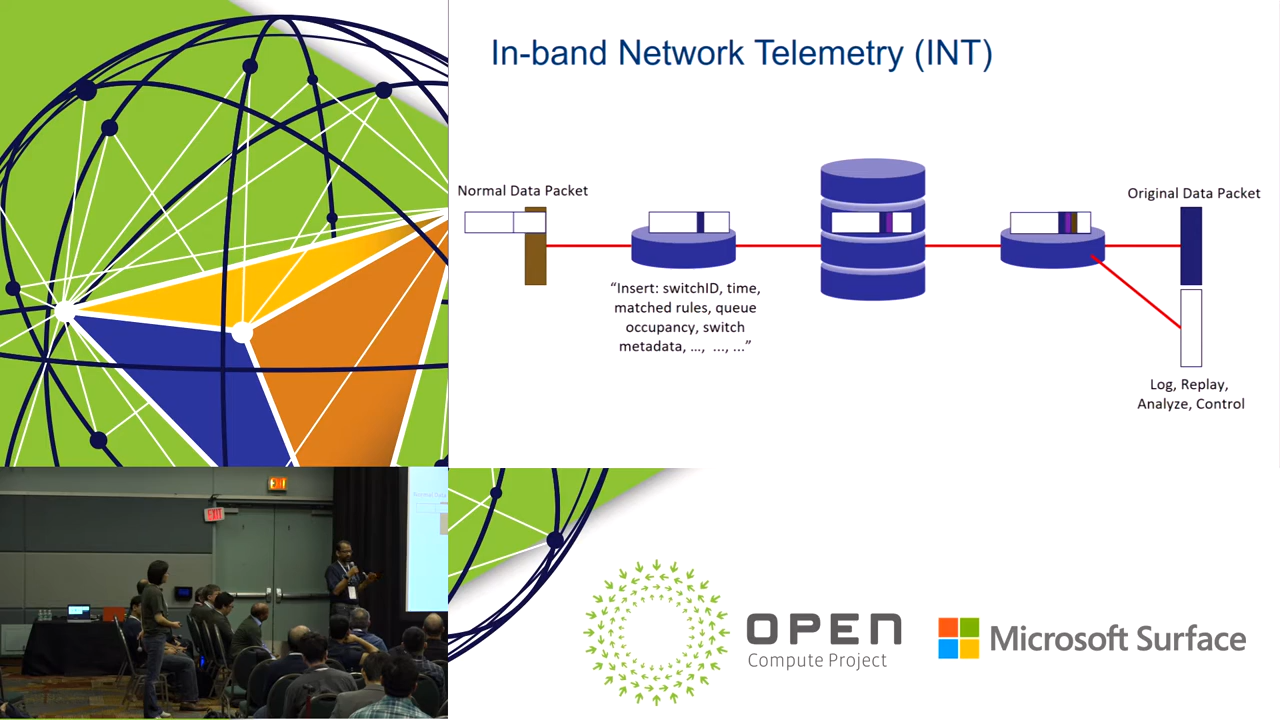 In-band Network Telemetry (INT)
Normal Data Packet
Original Data Packet
“Insert: switchID, time,
matched rules, queue
occupancy, switch
metadata, …, ..., ...”
Log, Replay,
Analyze, Control
OPEN
Compute Project
Microsoft Surface